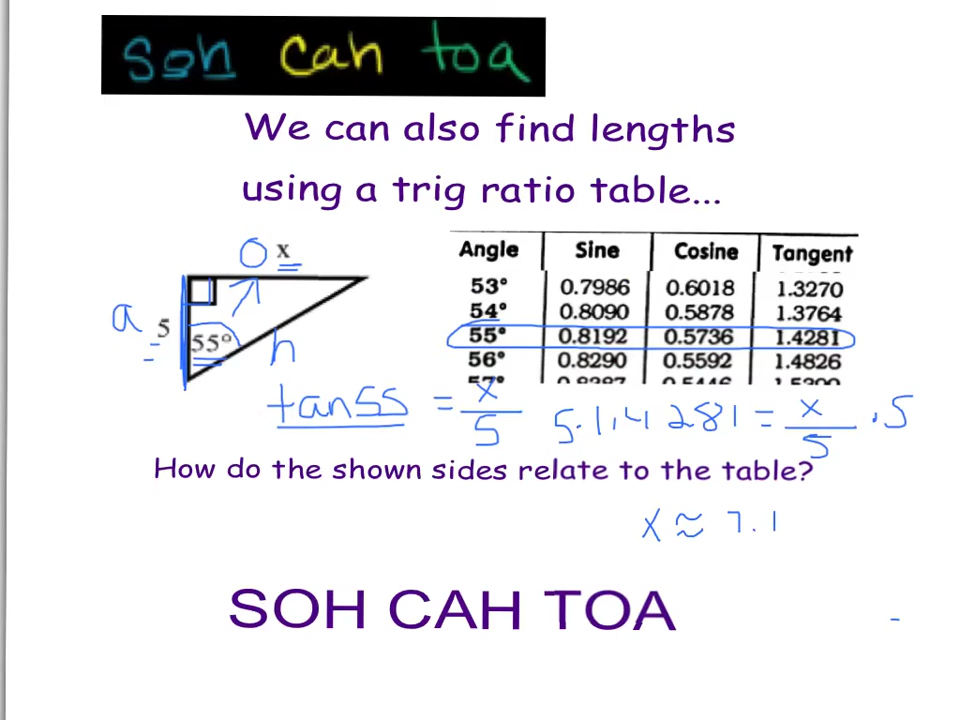 soh cah toa
We can also find lengths
using a trig ratio table...
O x
a 5
55°
h
Angle Sine Cosine Tangent
53° 0.7986 0.6018 1.3270
54° 0.8090 0.5878 1.3764
55° 0.8192 0.5736 1.4281
56° 0.8290 0.5592 1.4826
tan55 = x/5
5·1.4281 = x/5 · 5
How do the shown sides relate to the table?
x ≈ 7.1
SOH CAH TOA